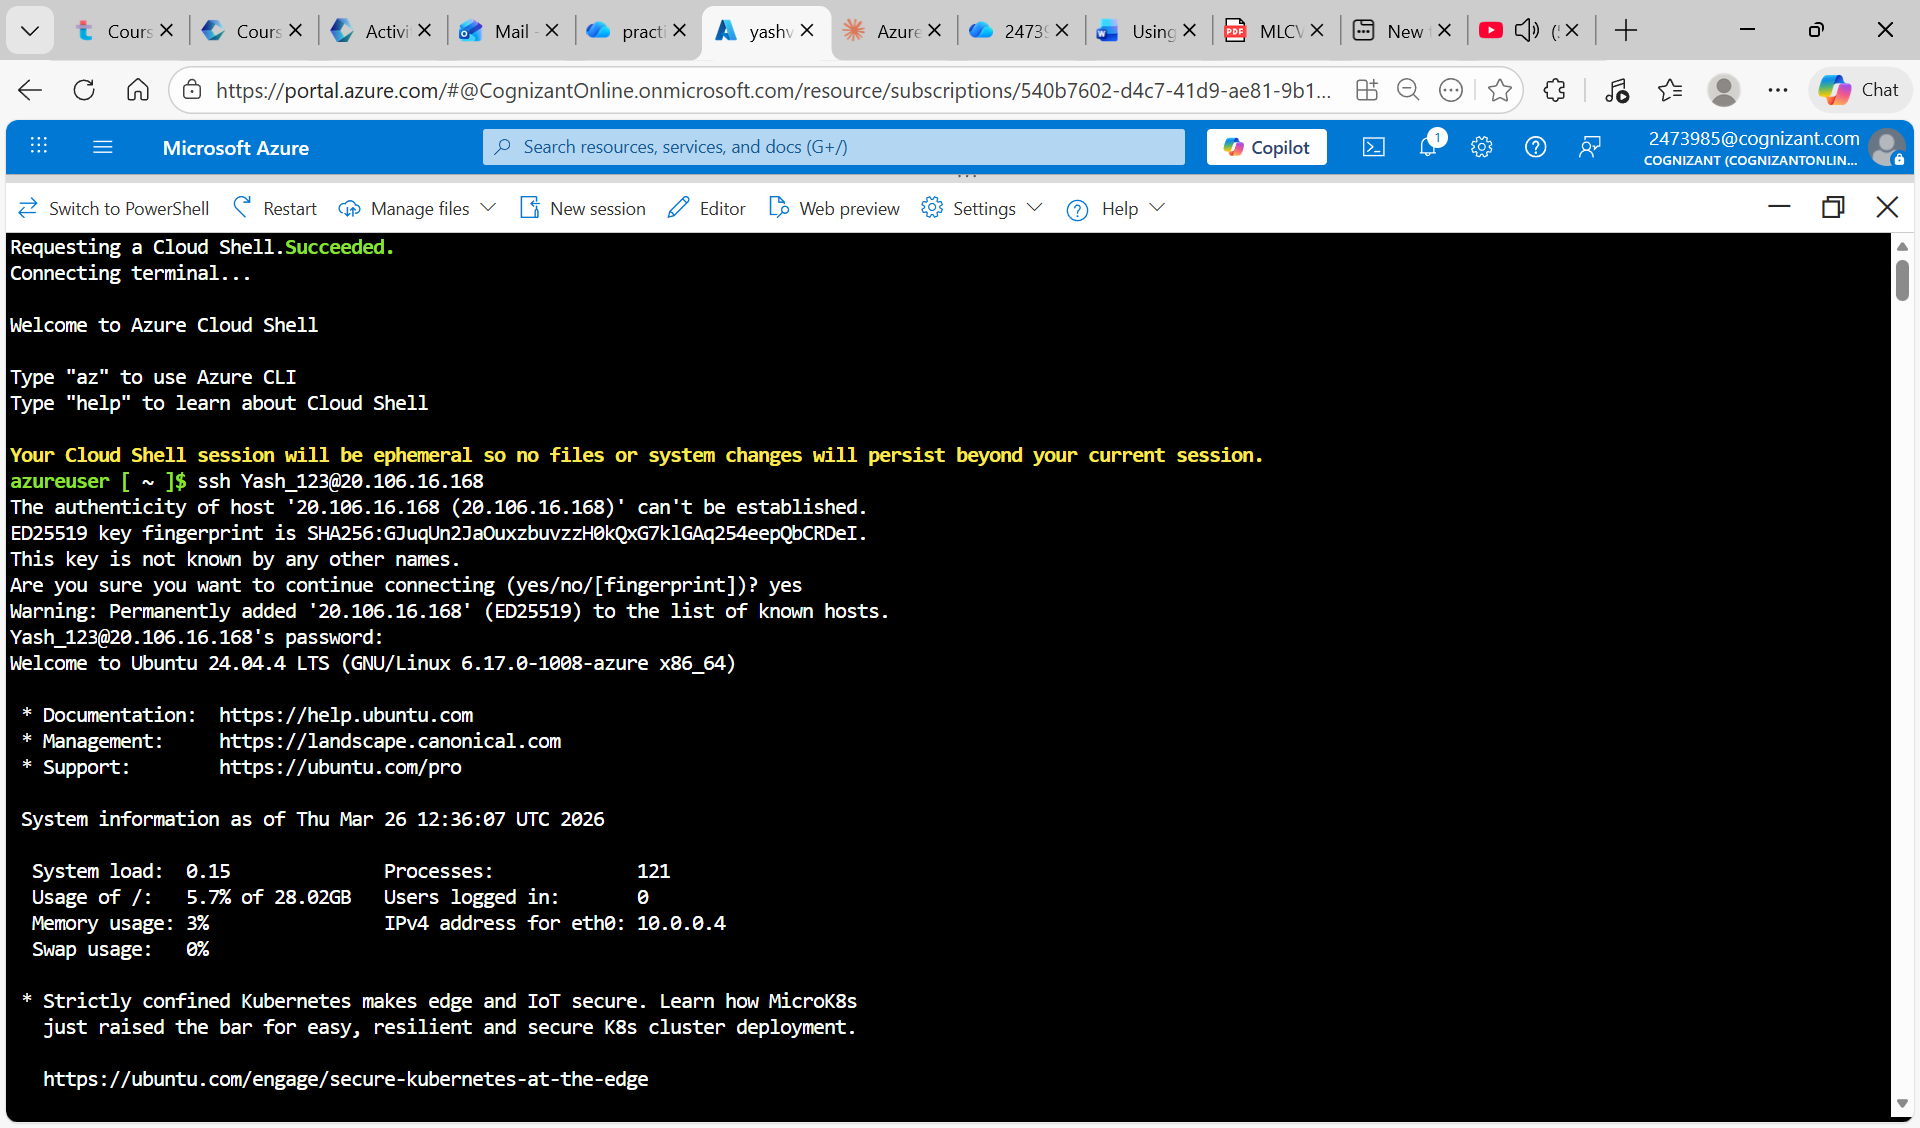 Cours
Cours
Activi
Mail -
practi
yashv
Azure
2473
Using
PDF
MLCV
New
https://portal.azure.com/#@CognizantOnline.onmicrosoft.com/resource/subscriptions/540b7602-d4c7-41d9-ae81-9b1...
Chat
Microsoft Azure
Search resources, services, and docs (G+/)
Copilot
1
2473985@cognizant.com
COGNIZANT (COGNIZANTONLIN...
Switch to PowerShell
Restart
Manage files
New session
Editor
Web preview
Settings
Help
Requesting a Cloud Shell.Succeeded.
Connecting terminal...
Welcome to Azure Cloud Shell
Type "az" to use Azure CLI
Type "help" to learn about Cloud Shell
Your Cloud Shell session will be ephemeral so no files or system changes will persist beyond your current session.
azureuser [ ~ ]$ ssh Yash_123@20.106.16.168
The authenticity of host '20.106.16.168 (20.106.16.168)' can't be established.
ED25519 key fingerprint is SHA256:GJuqUn2JaOuxzbuvzzH0kQxG7klGAq254eepQbCRDeI.
This key is not known by any other names.
Are you sure you want to continue connecting (yes/no/[fingerprint])? yes
Warning: Permanently added '20.106.16.168' (ED25519) to the list of known hosts.
Yash_123@20.106.16.168's password:
Welcome to Ubuntu 24.04.4 LTS (GNU/Linux 6.17.0-1008-azure x86_64)
* Documentation: https://help.ubuntu.com
* Management: https://landscape.canonical.com
* Support: https://ubuntu.com/pro
System information as of Thu Mar 26 12:36:07 UTC 2026
System load: 0.15 Processes: 121
Usage of /: 5.7% of 28.02GB Users logged in: 0
Memory usage: 3% IPv4 address for eth0: 10.0.0.4
Swap usage: 0%
* Strictly confined Kubernetes makes edge and IoT secure. Learn how MicroK8s
just raised the bar for easy, resilient and secure K8s cluster deployment.
https://ubuntu.com/engage/secure-kubernetes-at-the-edge